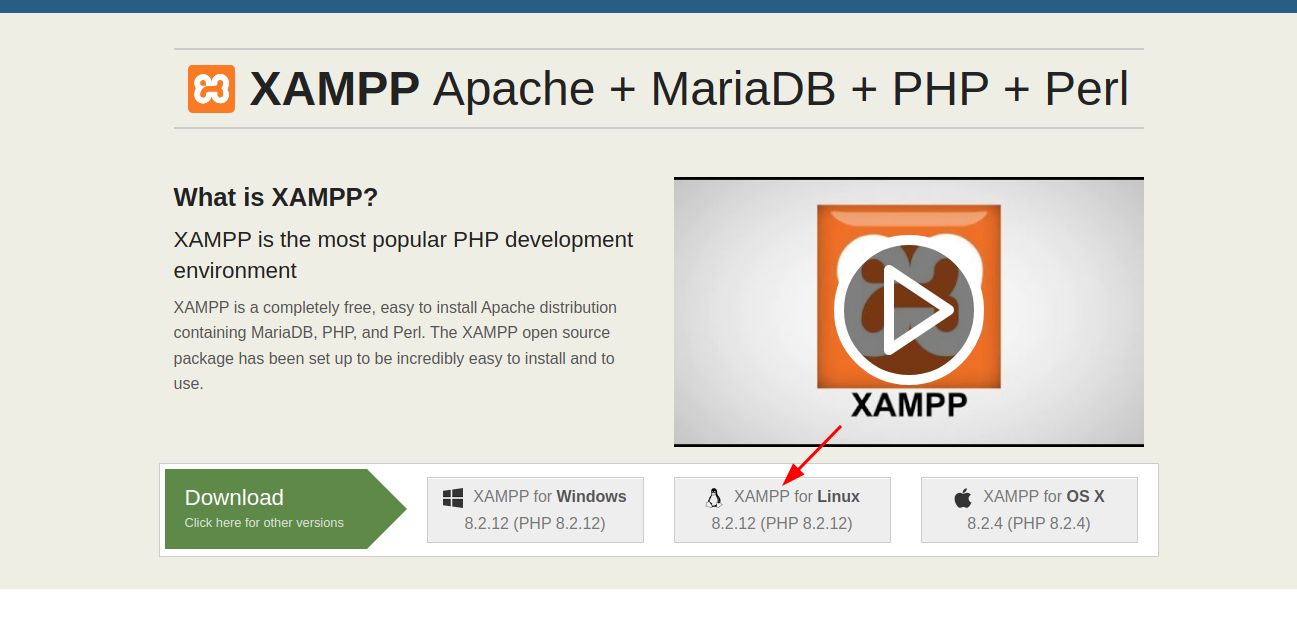 XAMPP Apache + MariaDB + PHP + Perl
What is XAMPP?
XAMPP is the most popular PHP development
environment
XAMPP is a completely free, easy to install Apache distribution
containing MariaDB, PHP, and Perl. The XAMPP open source
package has been set up to be incredibly easy to install and to
use.
XAMPP
Download
Click here for other versions
XAMPP for Windows
8.2.12 (PHP 8.2.12)
XAMPP for Linux
8.2.12 (PHP 8.2.12)
XAMPP for OS X
8.2.4 (PHP 8.2.4)